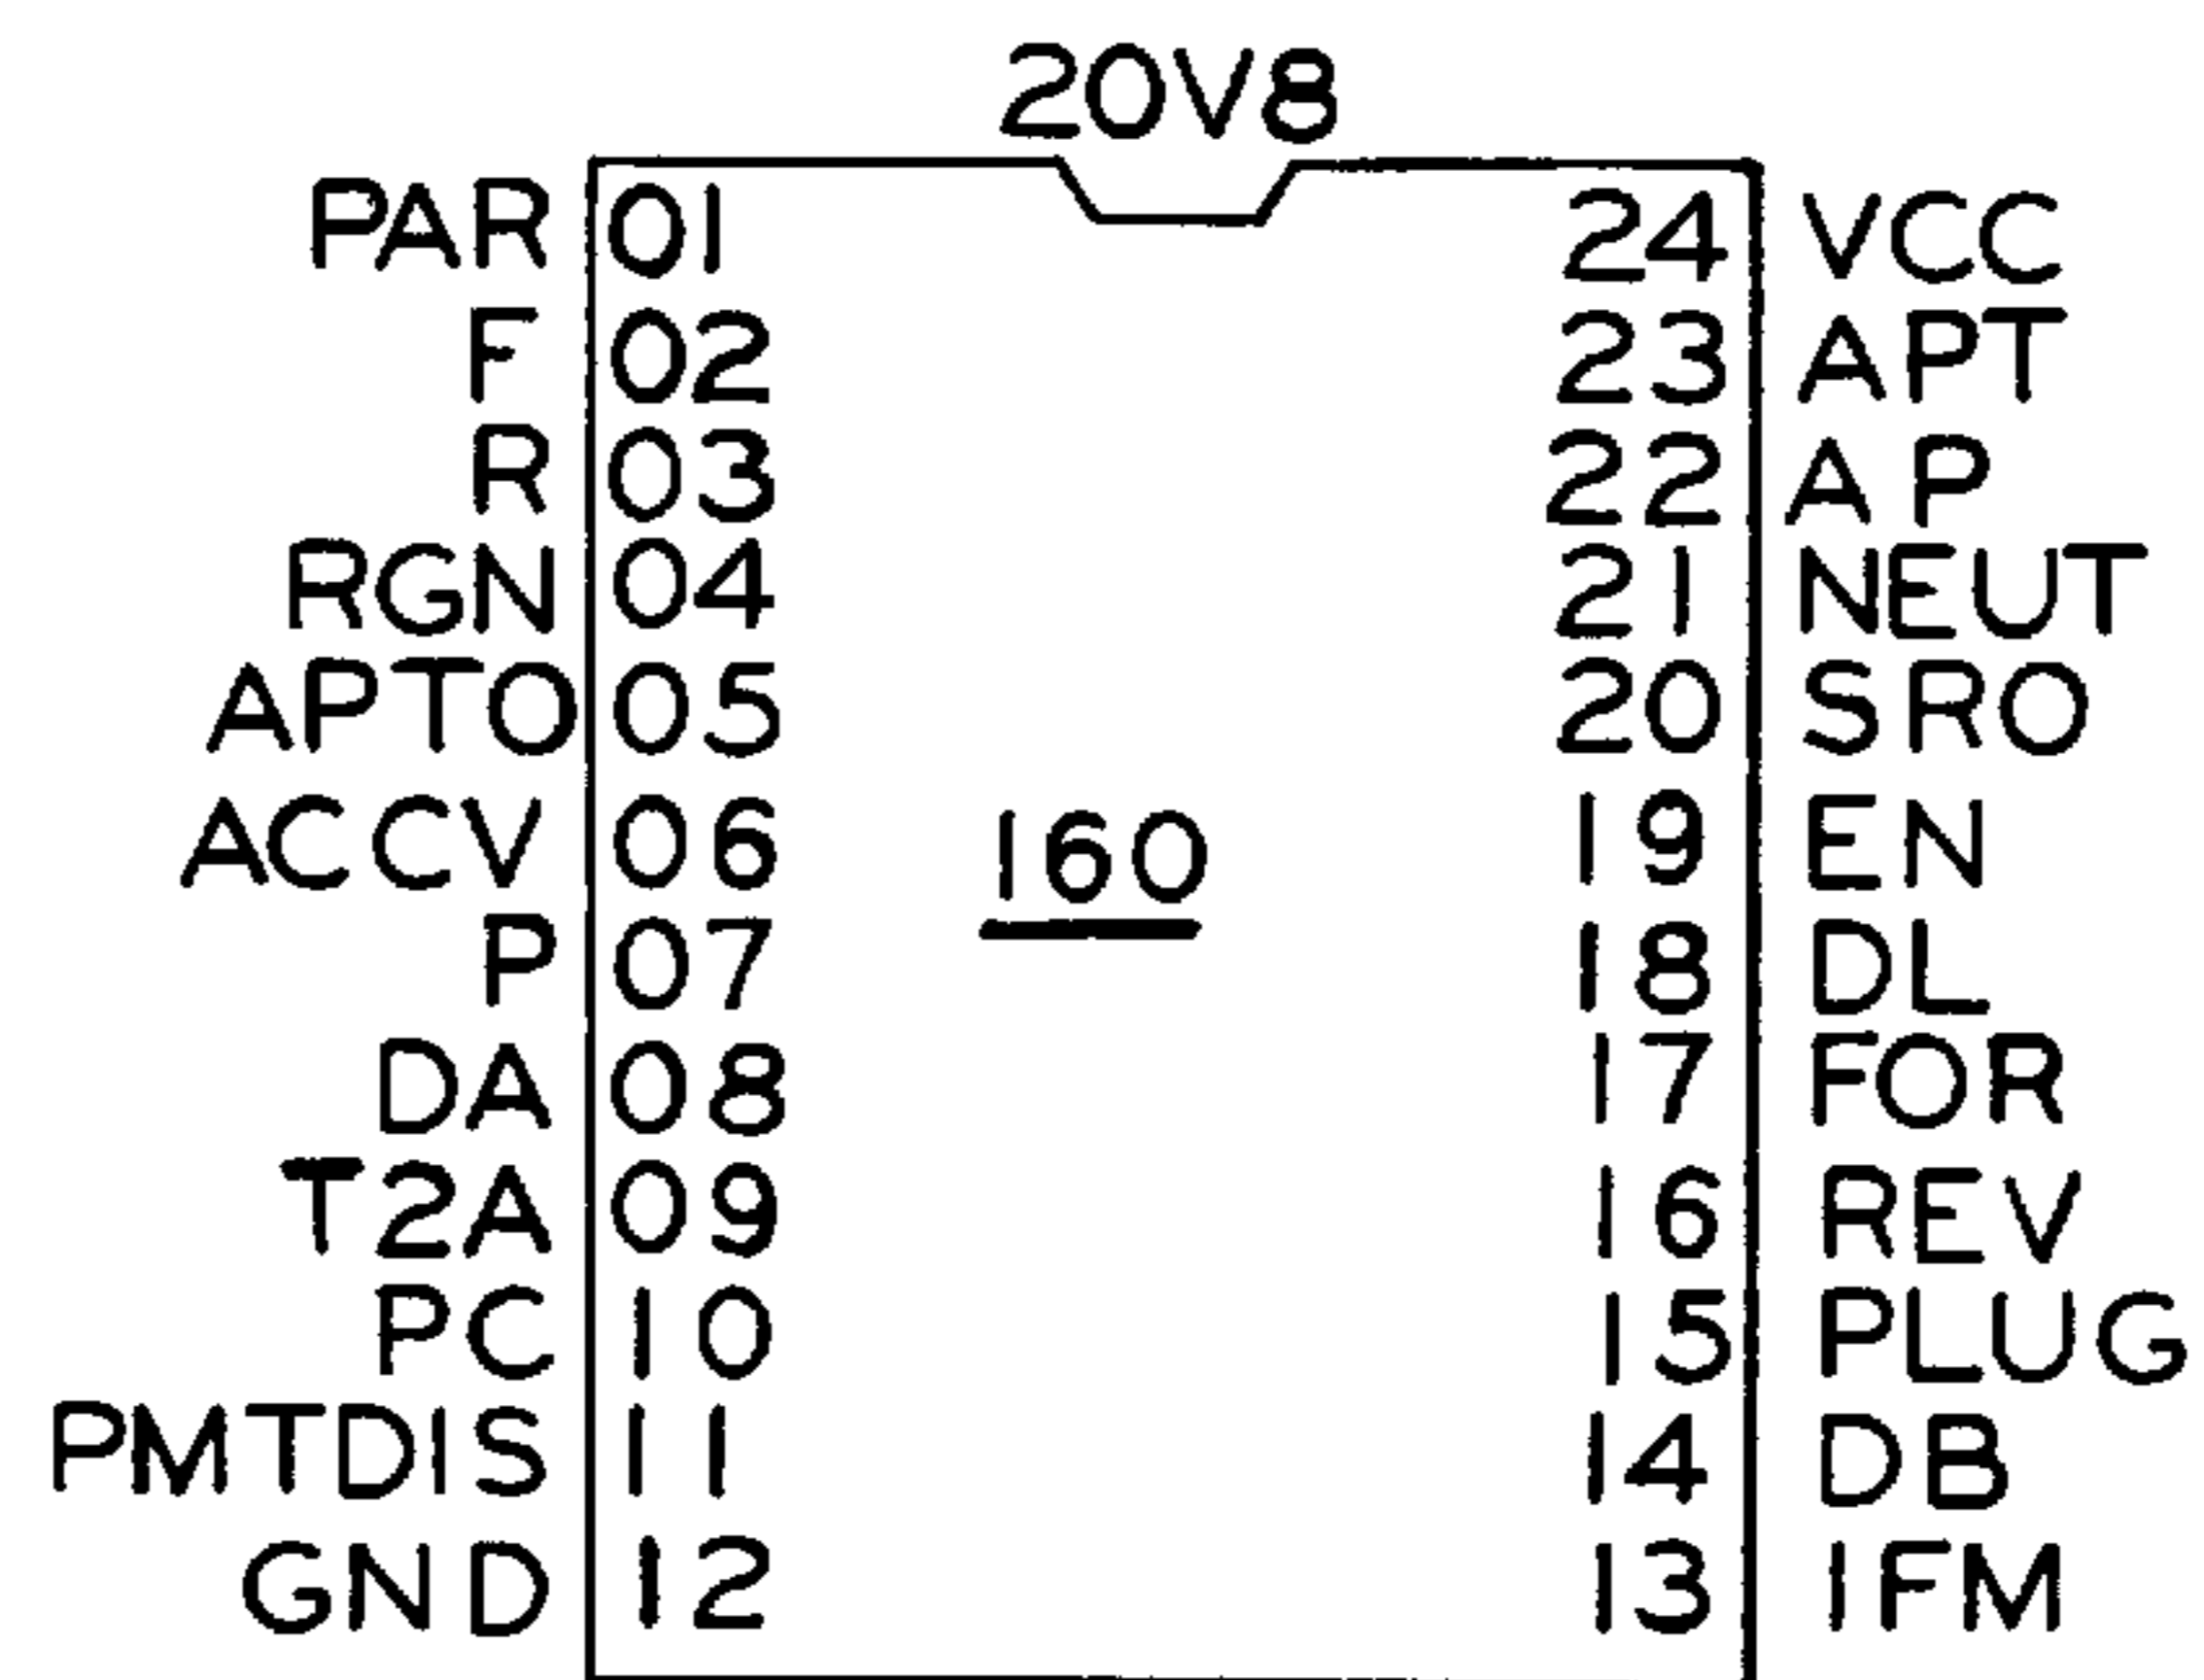 20V8
PAR 01 24 VCC
F 02 23 APT
R 03 22 AP
RGN 04 21 NEUT
APTO 05 20 SRO
ACCV 06 19 EN
160
P 07 18 DL
DA 08 17 FOR
T2A 09 16 REV
PC 10 15 PLUG
PMTDIS 11 14 DB
GND 12 13 IFM